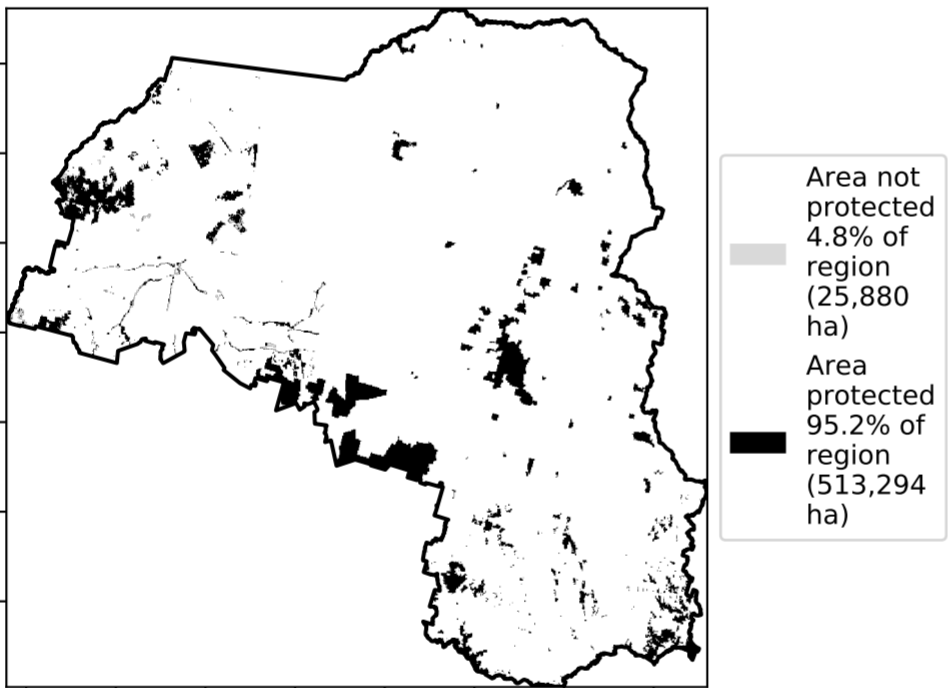 Area not
protected
4.8% of
region
(25,880
ha)
Area
protected
95.2% of
region
(513,294
ha)